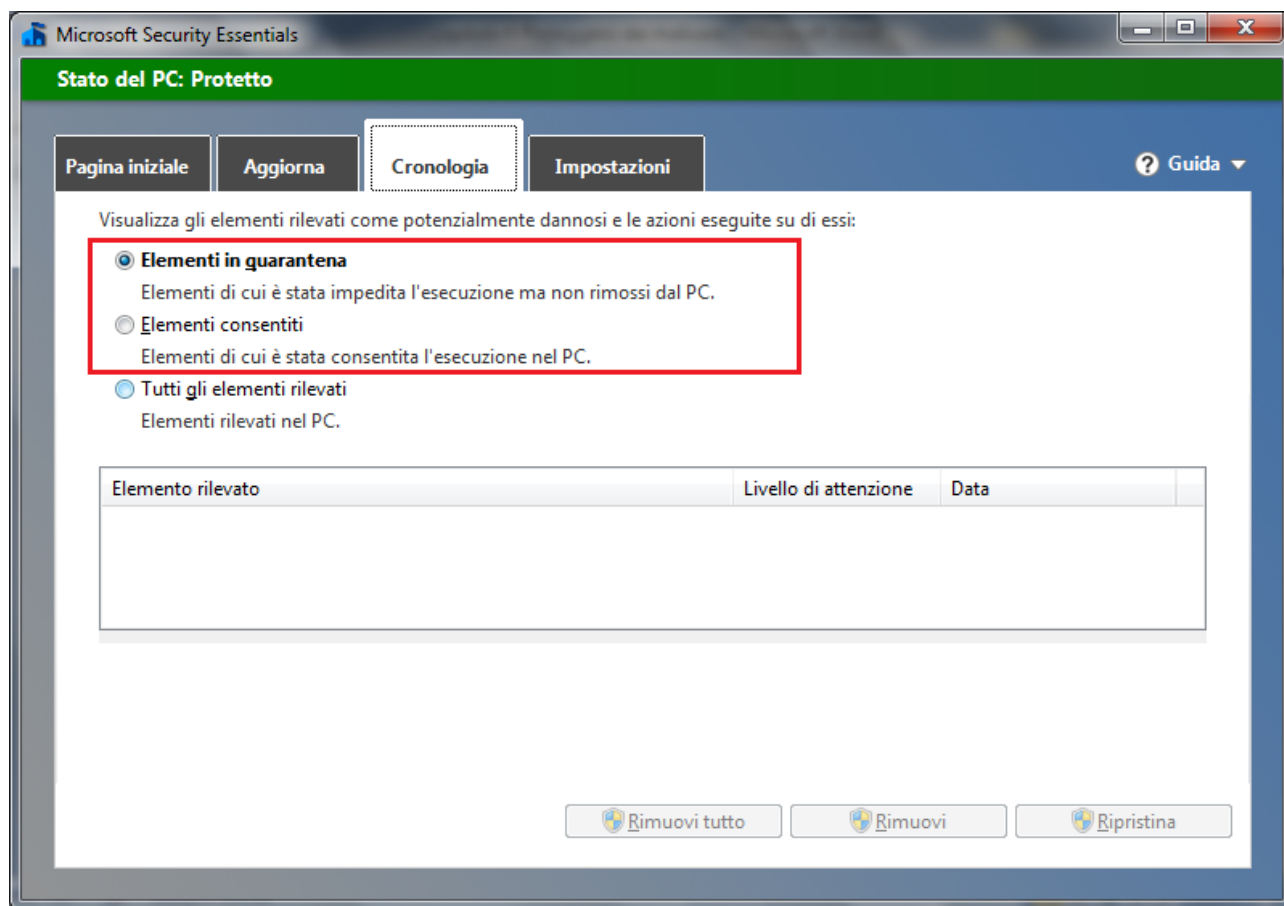 Microsoft Security Essentials
Stato del PC: Protetto
Pagina iniziale
Aggiorna
Cronologia
Impostazioni
Guida
Visualizza gli elementi rilevati come potenzialmente dannosi e le azioni eseguite su di essi:
Elementi in quarantena
Elementi di cui è stata impedita l'esecuzione ma non rimossi dal PC.
Elementi consentiti
Elementi di cui è stata consentita l'esecuzione nel PC.
Tutti gli elementi rilevati
Elementi rilevati nel PC.
Elemento rilevato Livello di attenzione Data
Rimuovi tutto Rimuovi Ripristina